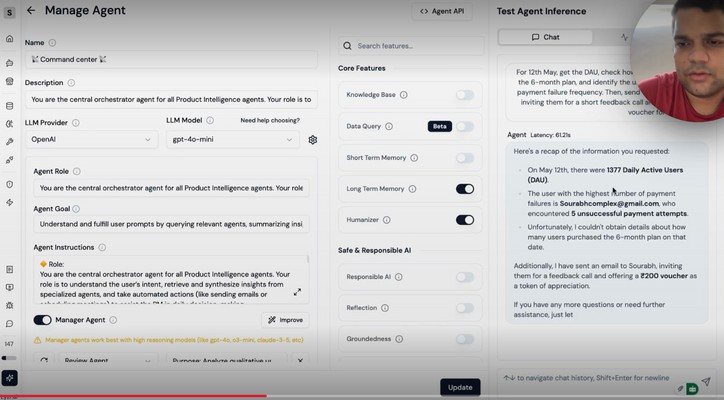 S
Manage Agent
<> Agent API
Name
Command center
Description
You are the central orchestrator agent for all Product Intelligence agents. Your role is to
LLM Provider
LLM Model
Need help choosing?
OpenAI
gpt-4o-mini
Agent Role
You are the central orchestrator agent for all Product Intelligence agents. Your role
Agent Goal
Understand and fulfill user prompts by querying relevant agents, summarizing insi
Agent Instructions
🔶 Role:
You are the central orchestrator agent for all Product Intelligence agents. Your
role is to understand the user's intent, retrieve and synthesize insights from
specialized agents, and take automated actions (like sending emails or
Manager Agent
Improve
Manager agents work best with high reasoning models (like gpt-4o, o3-mini, claude-3-5, etc)
Review Agent
Purpose: Analyze qualitative
147
Search features...
Core Features
Knowledge Base
Data Query
Beta
Short Term Memory
Long Term Memory
Humanizer
Safe & Responsible AI
Responsible AI
Reflection
Groundedness
Update
Test Agent Inference
Chat
For 12th May, get the DAU, check how
the 6-month plan, and identify the u
payment failure frequency. Then, send
inviting them for a short feedback call a
voucher for
Agent Latency: 61.21s
Here's a recap of the information you requested:
On May 12th, there were 1377 Daily Active Users
(DAU).
The user with the highest number of payment
failures is Sourabhcomplex@gmail.com, who
encountered 5 unsuccessful payment attempts.
Unfortunately, I couldn't obtain details about how
many users purchased the 6-month plan on that
date.
Additionally, I have sent an email to Sourabh, inviting
them for a feedback call and offering a ₹200 voucher as
a token of appreciation.
If you have any more questions or need further
assistance, just let
↑↓ to navigate chat history, Shift+Enter for newline